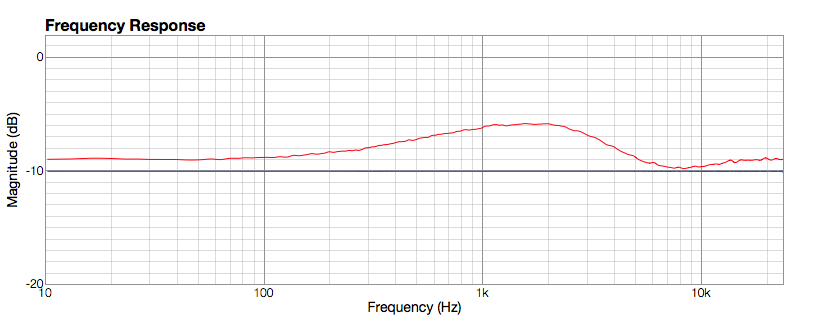 Frequency Response
Magnitude (dB)
0
-10
-20
10
100
1k
10k
Frequency (Hz)